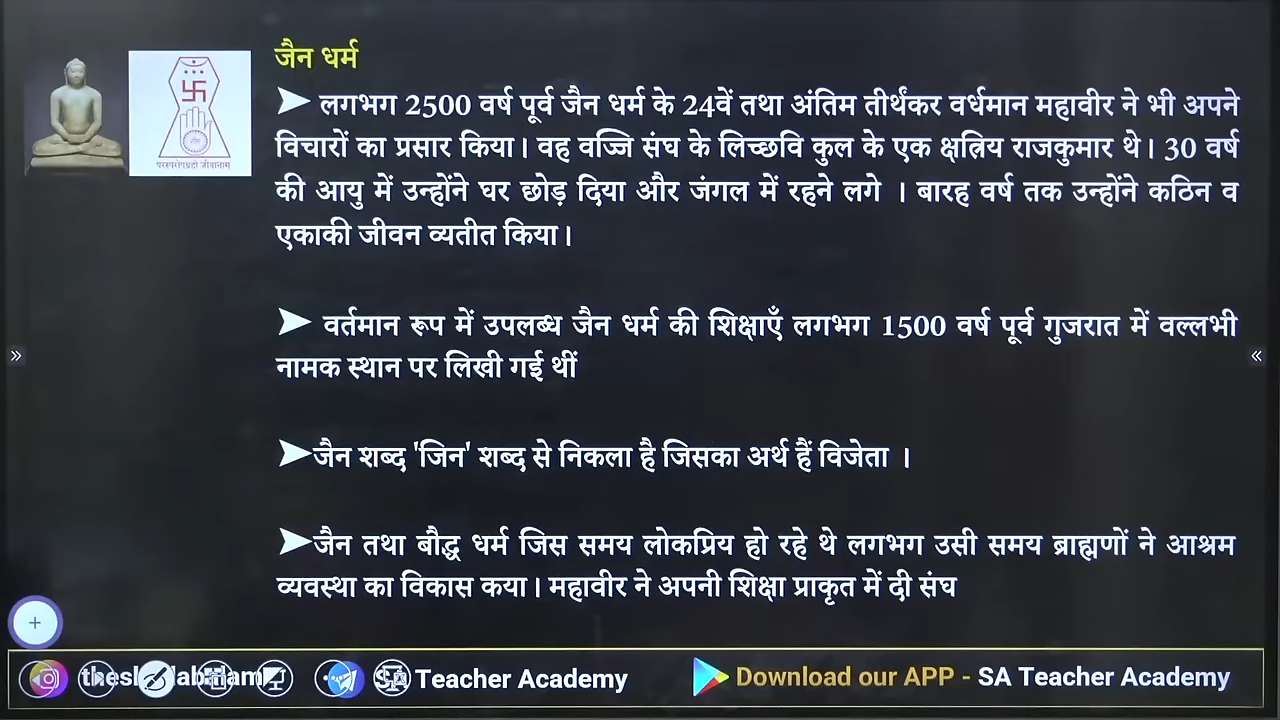 जैन धर्म
➤ लगभग 2500 वर्ष पूर्व जैन धर्म के 24वें तथा अंतिम तीर्थंकर वर्धमान महावीर ने भी अपने
विचारों का प्रसार किया। वह वज्जि संघ के लिच्छवि कुल के एक क्षत्रिय राजकुमार थे। 30 वर्ष
की आयु में उन्होंने घर छोड़ दिया और जंगल में रहने लगे । बारह वर्ष तक उन्होंने कठिन व
एकाकी जीवन व्यतीत किया।
परस्परोपग्रहो जीवानाम्
➤ वर्तमान रूप में उपलब्ध जैन धर्म की शिक्षाएँ लगभग 1500 वर्ष पूर्व गुजरात में वल्लभी
नामक स्थान पर लिखी गई थीं
➤जैन शब्द 'जिन' शब्द से निकला है जिसका अर्थ हैं विजेता ।
➤जैन तथा बौद्ध धर्म जिस समय लोकप्रिय हो रहे थे लगभग उसी समय ब्राह्मणों ने आश्रम
व्यवस्था का विकास कया। महावीर ने अपनी शिक्षा प्राकृत में दी संघ
Teacher Academy
Download our APP - SA Teacher Academy